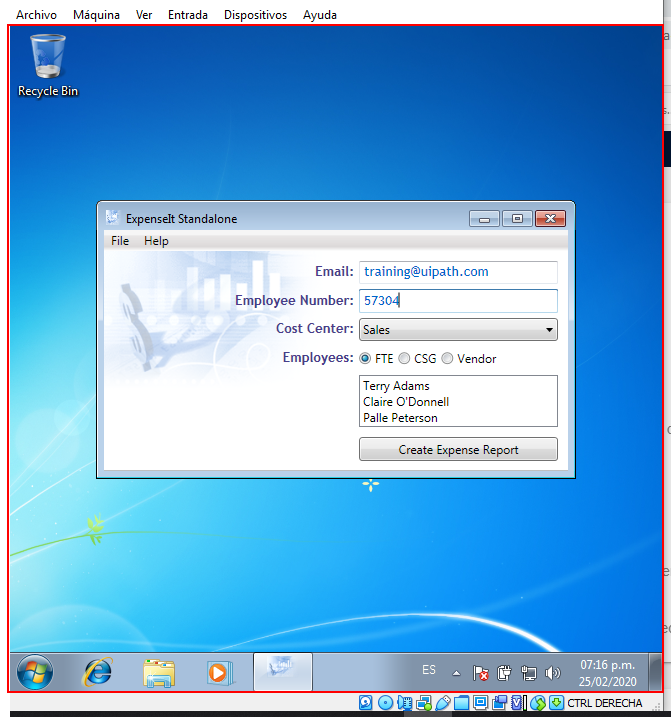 Archivo Máquina Ver Entrada Dispositivos Ayuda
Recycle Bin
ExpenseIt Standalone
File Help
Email: training@uipath.com
Employee Number: 57304
Cost Center: Sales
Employees: FTE CSG Vendor
Terry Adams
Claire O'Donnell
Palle Peterson
Create Expense Report
ES
07:16 p.m.
25/02/2020
CTRL DERECHA